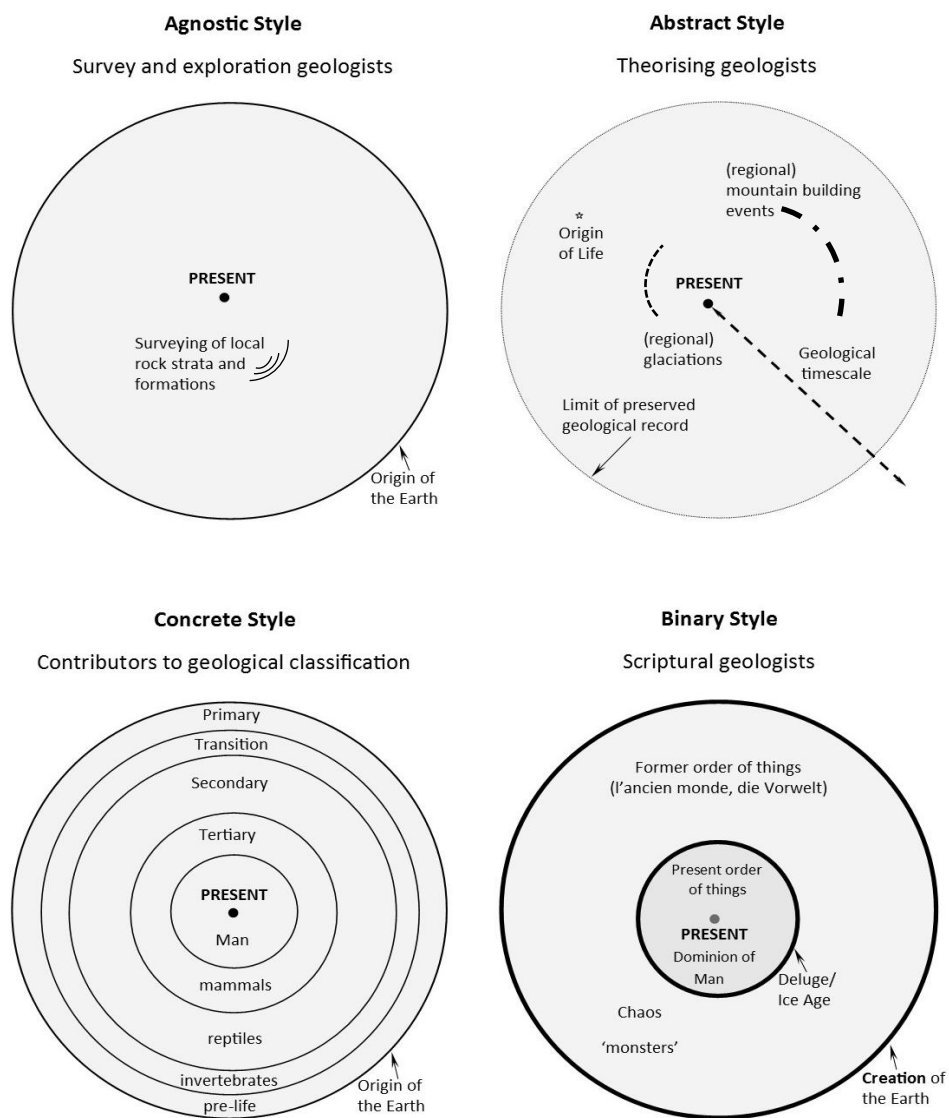 Agnostic Style
Survey and exploration geologists
PRESENT
Surveying of local
rock strata and
formations
Origin of
the Earth
Abstract Style
Theorising geologists
(regional)
mountain building
events
Origin
of Life
PRESENT
(regional)
glaciations
Geological
timescale
Limit of preserved
geological record
Concrete Style
Contributors to geological classification
Primary
Transition
Secondary
Tertiary
PRESENT
Man
mammals
reptiles
invertebrates
pre-life
Origin of
the Earth
Binary Style
Scriptural geologists
Former order of things
(l'ancien monde, die Vorwelt)
Present order
of things
PRESENT
Dominion of
Man
Deluge/
Ice Age
Chaos
'monsters'
Creation of
the Earth